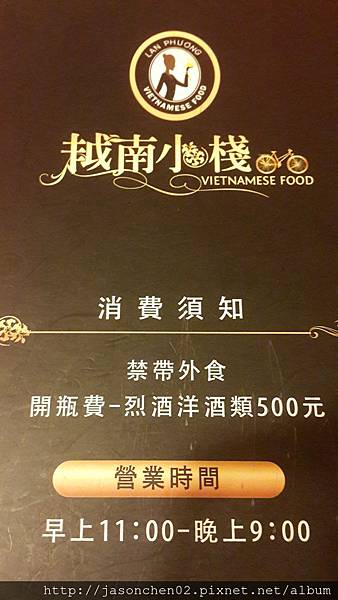 LAN PHUONG
VIETNAMESE FOOD
越南小棧
VIETNAMESE FOOD
消費須知
禁帶外食
開瓶費-烈酒洋酒類500元
營業時間
早上11:00-晚上9:00
http://jasonchen02.pixnet.net/album